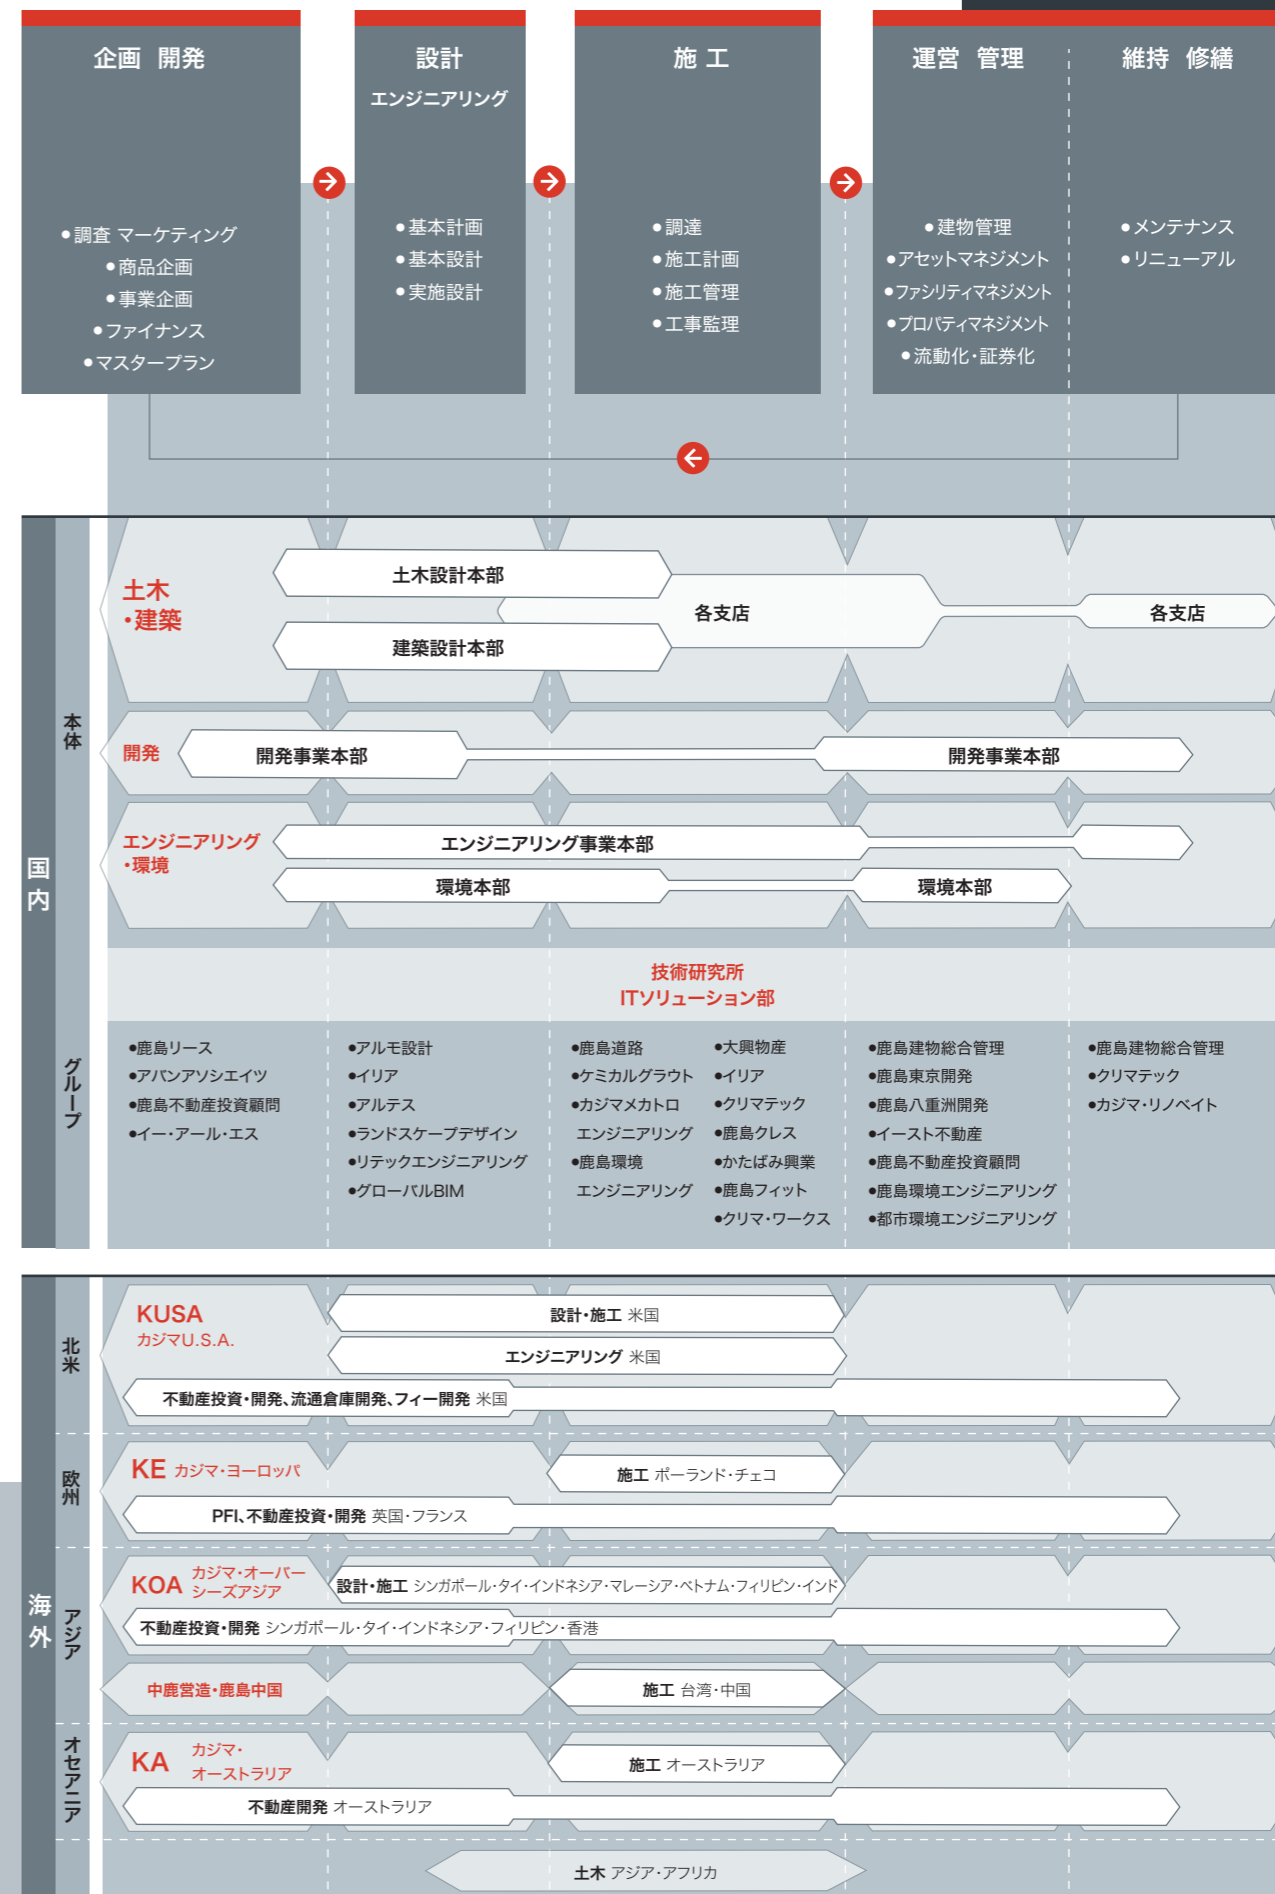 企画 開発
●調査 マーケティング
●商品企画
●事業企画
●ファイナンス
●マスタープラン
設計
エンジニアリング
●基本計画
●基本設計
●実施設計
施 工
●調達
●施工計画
●施工管理
●工事監理
運営 管理
●建物管理
●アセットマネジメント
●ファシリティマネジメント
●プロパティマネジメント
●流動化・証券化
維持 修繕
●メンテナンス
●リニューアル
国内
本体
土木
・建築
土木設計本部
建築設計本部
各支店
各支店
開発
開発事業本部
開発事業本部
エンジニアリング
・環境
エンジニアリング事業本部
環境本部
環境本部
技術研究所
ITソリューション部
グループ
●鹿島リース
●アバンアソシエイツ
●鹿島不動産投資顧問
●イー・アール・エス
●アルモ設計
●イリア
●アルテス
●ランドスケープデザイン
●リテックエンジニアリング
●グローバルBIM
●鹿島道路
●ケミカルグラウト
●カジマメカトロ
エンジニアリング
●鹿島環境
エンジニアリング
●大興物産
●イリア
●クリマテック
●鹿島クレス
●かたばみ興業
●鹿島フィット
●クリマ・ワークス
●鹿島建物総合管理
●鹿島東京開発
●鹿島八重洲開発
●イースト不動産
●鹿島不動産投資顧問
●鹿島環境エンジニアリング
●都市環境エンジニアリング
●鹿島建物総合管理
●クリマテック
●カジマ・リノベイト
海外
北米
KUSA
カジマU.S.A.
設計・施工 米国
エンジニアリング 米国
不動産投資・開発、流通倉庫開発、フィー開発 米国
欧州
KE カジマ・ヨーロッパ
施工 ポーランド・チェコ
PFI、不動産投資・開発 英国・フランス
アジア
KOA カジマ・オーバー
シーズアジア
設計・施工 シンガポール・タイ・インドネシア・マレーシア・ベトナム・フィリピン・インド
不動産投資・開発 シンガポール・タイ・インドネシア・フィリピン・香港
中鹿営造・鹿島中国
施工 台湾・中国
オセアニア
KA カジマ・
オーストラリア
施工 オーストラリア
不動産開発 オーストラリア
土木 アジア・アフリカ